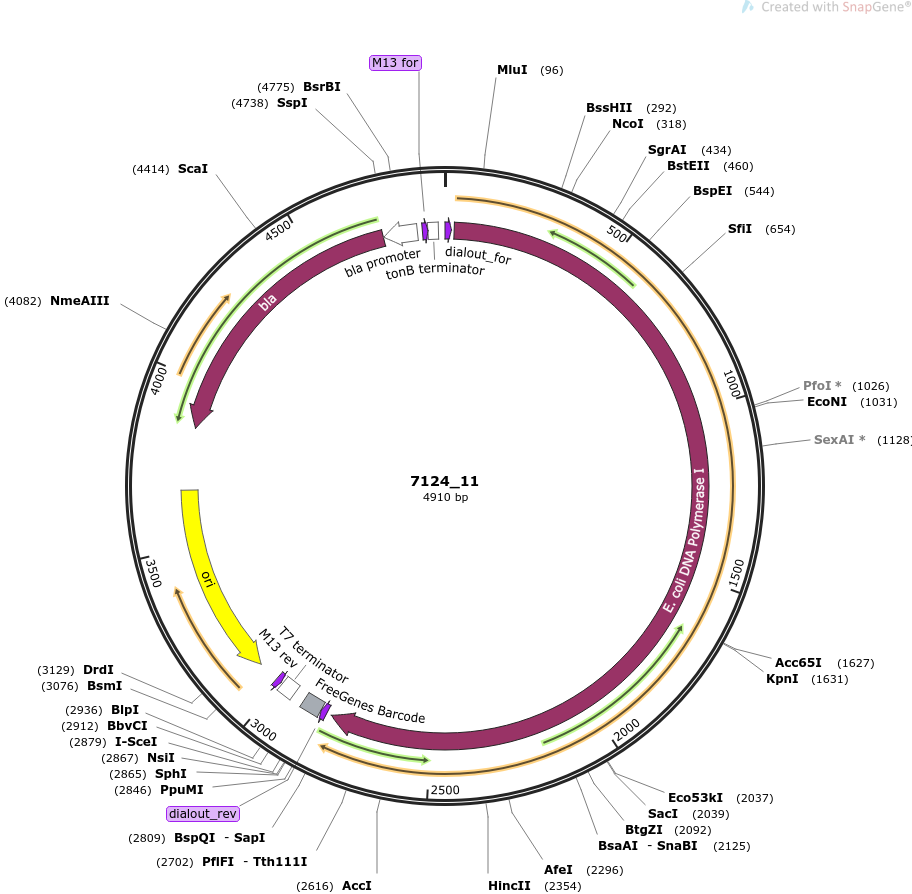 Created with SnapGene®
M13 for
MluI (96)
BssHII (292)
NcoI (318)
SgrAI (434)
BstEII (460)
BspEI (544)
SfiI (654)
PfoI * (1026)
EcoNI (1031)
SexAI * (1128)
Acc65I (1627)
KpnI (1631)
Eco53kI (2037)
SacI (2039)
BtgZI (2092)
BsaAI - SnaBI (2125)
AfeI (2296)
HincII (2354)
(2616) AccI
(2702) PflFI - Tth111I
(2809) BspQI - SapI
dialout_rev
(2846) PpuMI
(2865) SphI
(2867) NsiI
(2879) I-SceI
(2912) BbvCI
(2936) BlpI
(3076) BsmI
(3129) DrdI
(4082) NmeAIII
(4414) ScaI
(4738) SspI
(4775) BsrBI
500
1000
1500
2000
2500
3000
3500
4000
4500
bla promoter
tonB terminator
dialout_for
bla
E. coli DNA Polymerase I
ori
M13 rev
T7 terminator
FreeGenes Barcode
7124_11
4910 bp